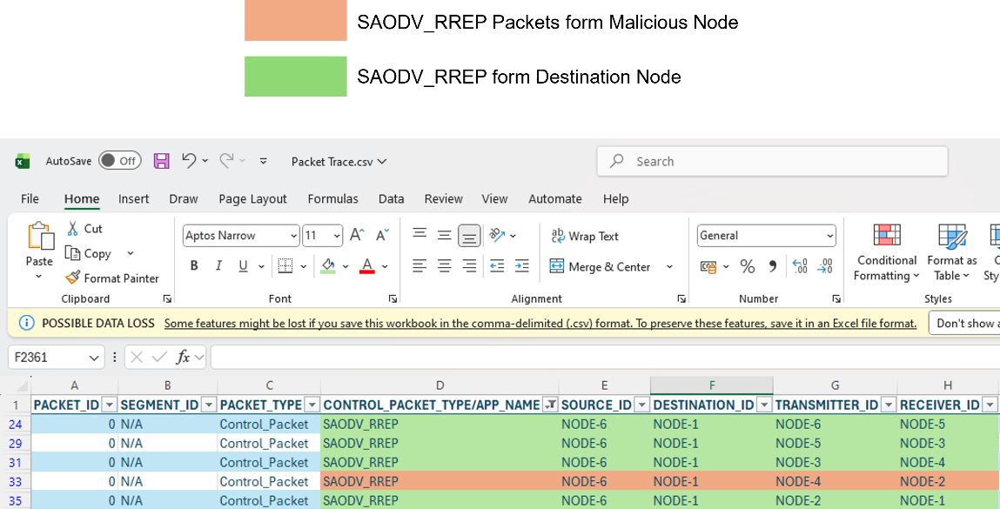 SAODV_RREP Packets form Malicious Node
SAODV_RREP form Destination Node
AutoSave Off Packet Trace.csv Search
File Home Insert Draw Page Layout Formulas Data Review View Automate Help
Paste Cut Copy Format Painter
Clipboard
Aptos Narrow 11 A A
B I U A
Font
Wrap Text
Merge & Center
Alignment
General
% , .00 .00
Number
Conditional Formatting Format as Table
Styles
POSSIBLE DATA LOSS Some features might be lost if you save this workbook in the comma-delimited (.csv) format. To preserve these features, save it in an Excel file format. Don't show
F2361 fx
A B C D E F G H
1 PACKET_ID SEGMENT_ID PACKET_TYPE CONTROL_PACKET_TYPE/APP_NAME SOURCE_ID DESTINATION_ID TRANSMITTER_ID RECEIVER_ID
24 0 N/A Control_Packet SAODV_RREP NODE-6 NODE-1 NODE-6 NODE-5
29 0 N/A Control_Packet SAODV_RREP NODE-6 NODE-1 NODE-5 NODE-3
31 0 N/A Control_Packet SAODV_RREP NODE-6 NODE-1 NODE-3 NODE-4
33 0 N/A Control_Packet SAODV_RREP NODE-6 NODE-1 NODE-4 NODE-2
35 0 N/A Control_Packet SAODV_RREP NODE-6 NODE-1 NODE-2 NODE-1